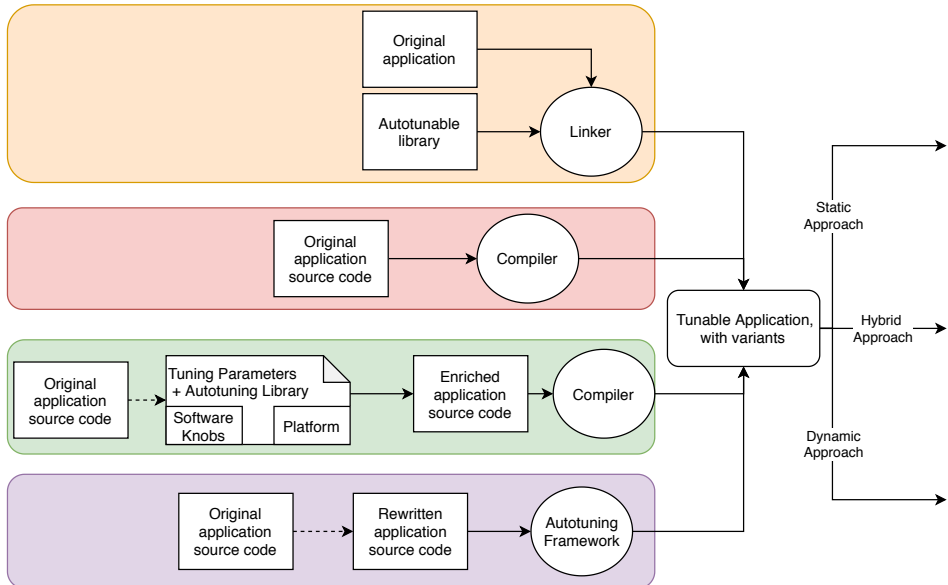 Original
application
Autotunable
library
Linker
Original
application
source code
Compiler
Tunable Application,
with variants
Static
Approach
Hybrid
Approach
Dynamic
Approach
Original
application
source code
Tuning Parameters
+ Autotuning Library
Software
Knobs
Platform
Enriched
application
source code
Compiler
Original
application
source code
Rewritten
application
source code
Autotuning
Framework